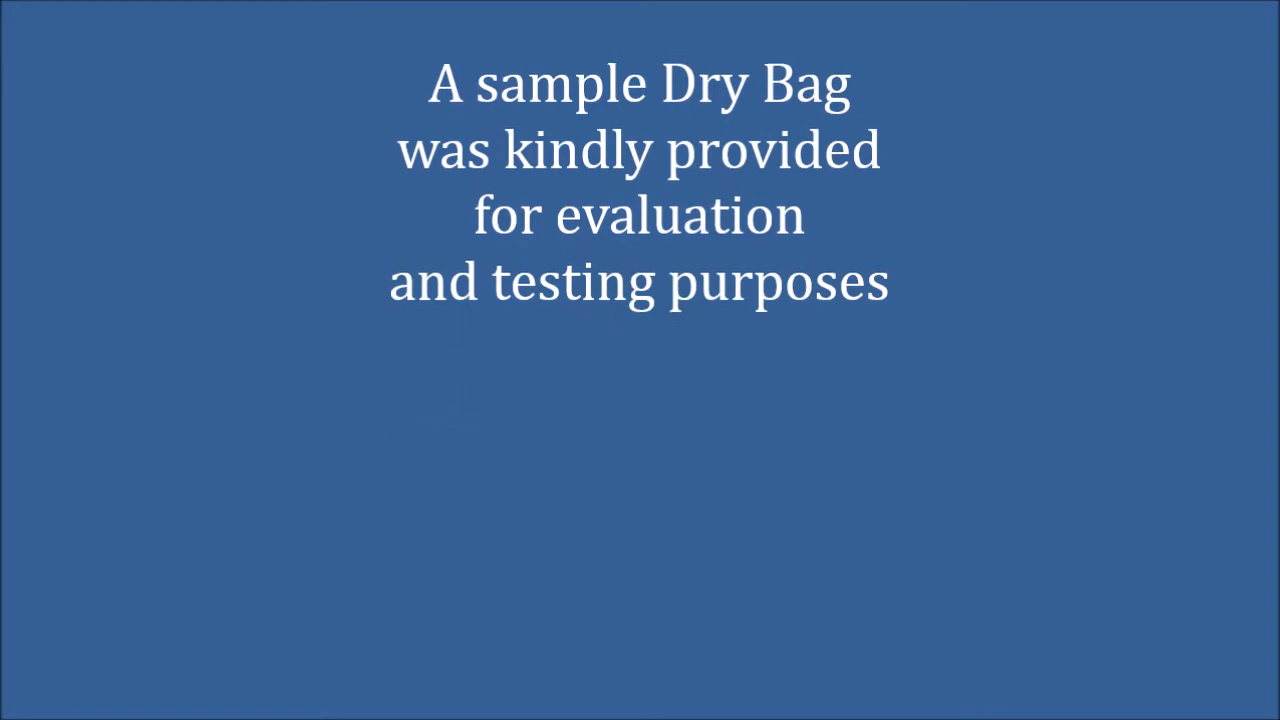 A sample Dry Bag
was kindly provided
for evaluation
and testing purposes